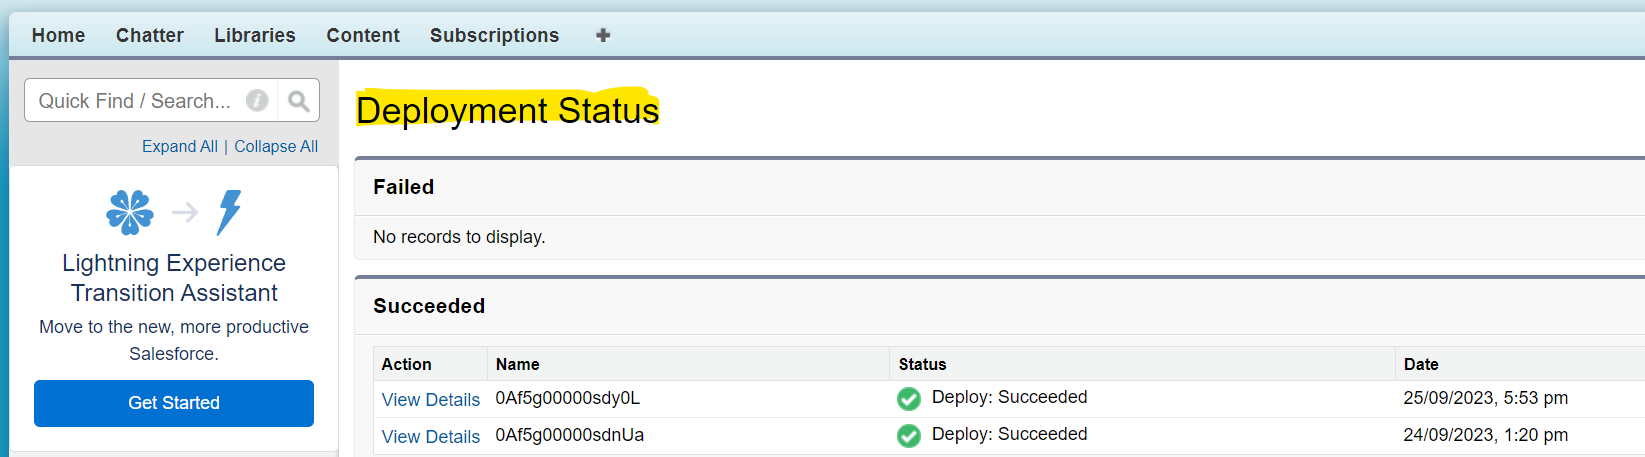 Home Chatter Libraries Content Subscriptions +
Quick Find / Search... i
Expand All | Collapse All
Lightning Experience
Transition Assistant
Move to the new, more productive
Salesforce.
Get Started
Deployment Status
Failed
No records to display.
Succeeded
Action Name Status Date
View Details 0Af5g00000sdy0L Deploy: Succeeded 25/09/2023, 5:53 pm
View Details 0Af5g00000sdnUa Deploy: Succeeded 24/09/2023, 1:20 pm